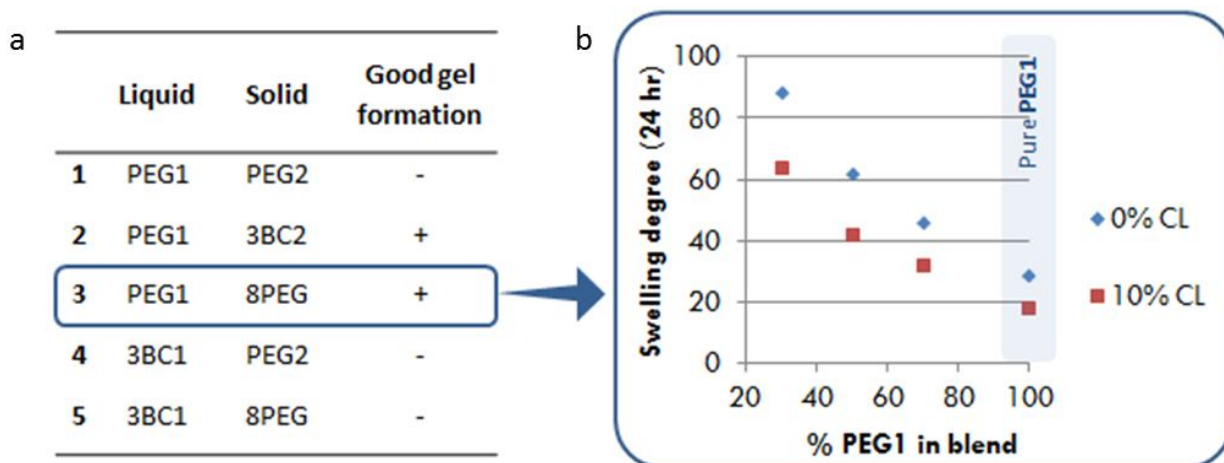 a
Liquid Solid Good gel
formation
1 PEG1 PEG2 -
2 PEG1 3BC2 +
3 PEG1 8PEG +
4 3BC1 PEG2 -
5 3BC1 8PEG -
b
Swelling degree (24 hr)
100
80
60
40
20
0
20 40 60 80 100
% PEG1 in blend
Pure PEG1
0% CL
10% CL